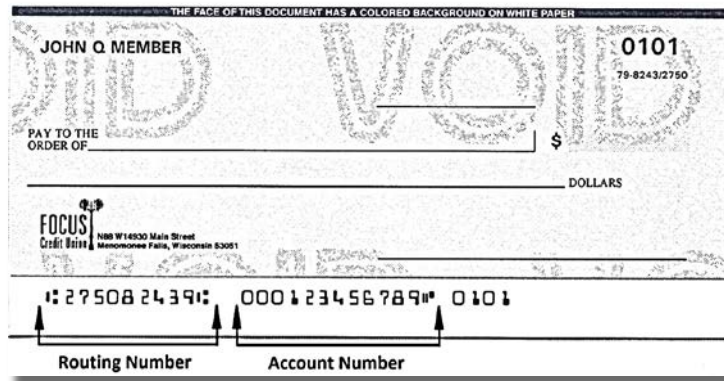 THE FACE OF THIS DOCUMENT HAS A COLORED BACKGROUND ON WHITE PAPER
VOID VOID
JOHN Q MEMBER
0101
79-8243/2750
PAY TO THE
ORDER OF
$
DOLLARS
FOCUS
Credit Union
N88 W14930 Main Street
Menomonee Falls, Wisconsin 53051
⑆275082439⑆ 000123456789⑈ 0101
Routing Number
Account Number